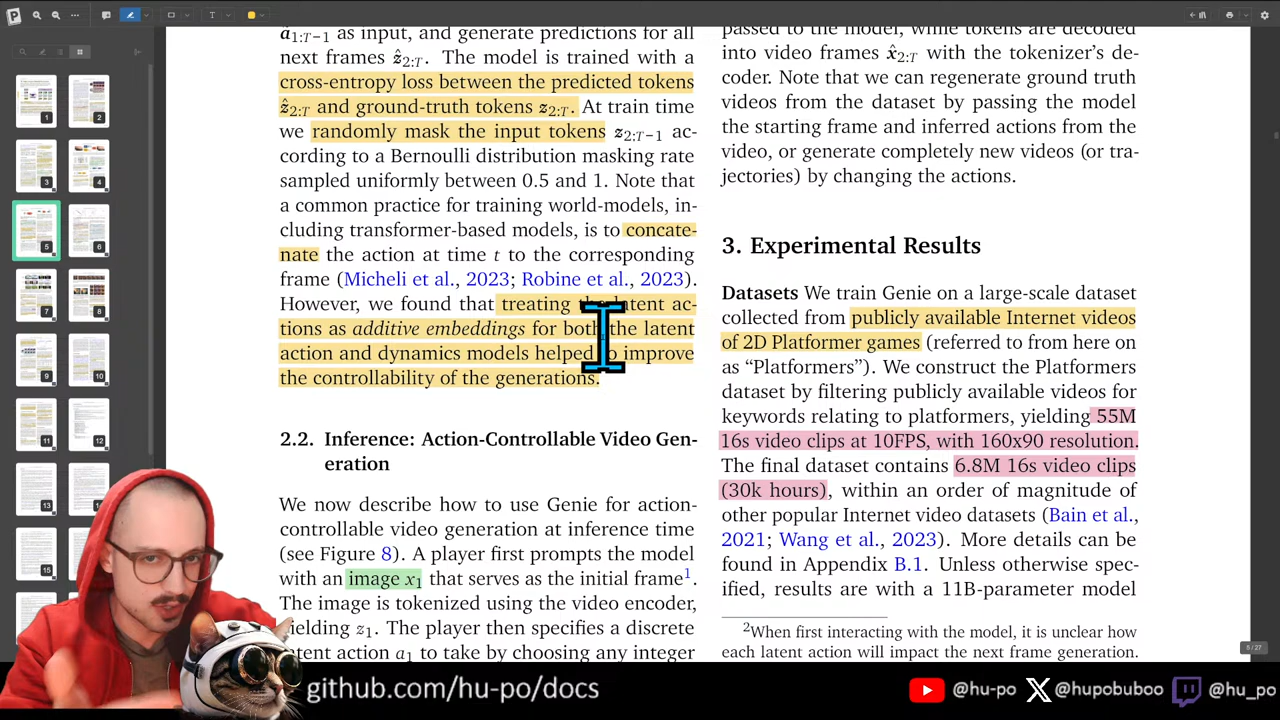 a1:T−1 as input, and generate predictions for all
next frames ẑ2:T. The model is trained with a
cross-entropy loss between the predicted tokens
ẑ2:T and ground-truth tokens z2:T. At train time
we randomly mask the input tokens z2:T−1 ac-
cording to a Bernoulli distribution masking rate
sampled uniformly between 0.5 and 1. Note that
a common practice for training world-models, in-
cluding transformer-based models, is to concate-
nate the action at time t to the corresponding
frame (Micheli et al., 2023; Robine et al., 2023).
However, we found that treating the latent ac-
tions as additive embeddings for both the latent
action and dynamics models helped to improve
the controllability of the generations.
2.2. Inference: Action-Controllable Video Gen-
eration
We now describe how to use Genie for action-
controllable video generation at inference time
(see Figure 8). A player first prompts the model
with an image x1 that serves as the initial frame1.
The image is tokenized using the video encoder,
yielding z1. The player then specifies a discrete
latent action a1 to take by choosing any integer
passed to the model, while tokens are decoded
into video frames x̂2:T with the tokenizer's de-
coder. Note that we can regenerate ground truth
videos from the dataset by passing the model
the starting frame and inferred actions from the
video, or generate completely new videos (or tra-
jectories) by changing the actions.
3. Experimental Results
Datasets We train Genie on a large-scale dataset
collected from publicly available Internet videos
of 2D Platformer games (referred to from here on
as "Platformers"). We construct the Platformers
dataset by filtering publicly available videos for
keywords relating to platformers, yielding 55M
16s video clips at 10FPS, with 160x90 resolution.
The final dataset contains 6.8M 16s video clips
(30k hours), within an order of magnitude of
other popular Internet video datasets (Bain et al.,
2021; Wang et al., 2023). More details can be
found in Appendix B.1. Unless otherwise spec-
ified, results are with a 11B-parameter model
2When first interacting with the model, it is unclear how
each latent action will impact the next frame generation.
1
2
3
4
5
6
7
8
9
10
11
12
13
14
15
5 / 27
github.com/hu-po/docs
@hu-po
@hupobuboo
@hu_po